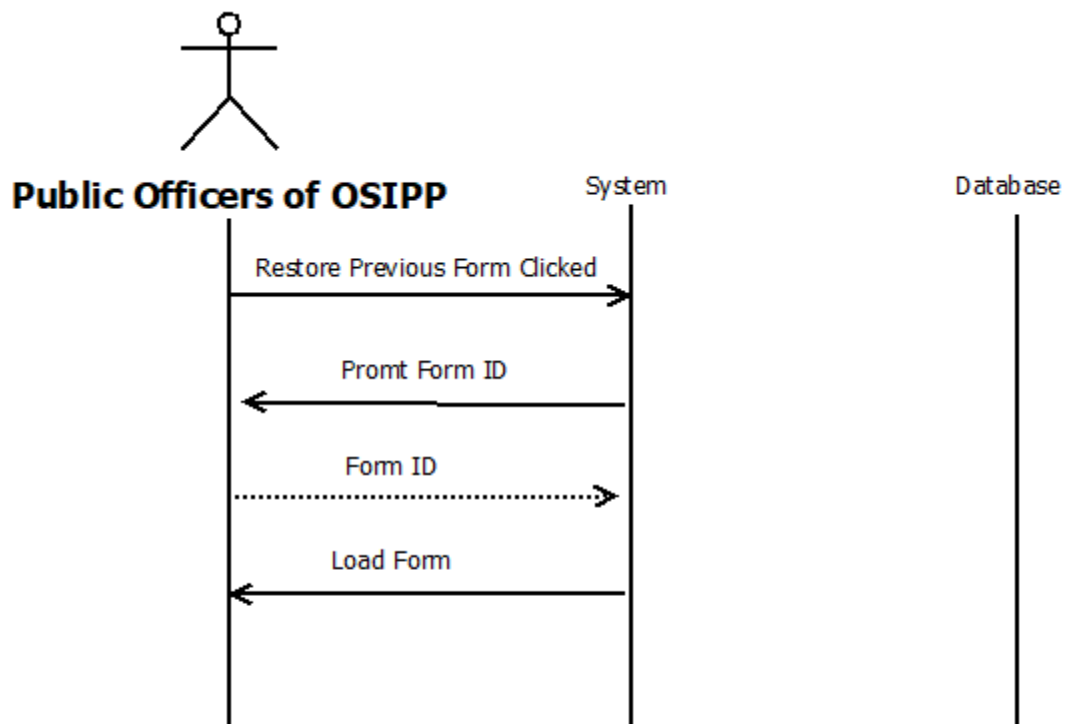 Public Officers of OSIPP
System
Database
Restore Previous Form Clicked
Promt Form ID
Form ID
Load Form